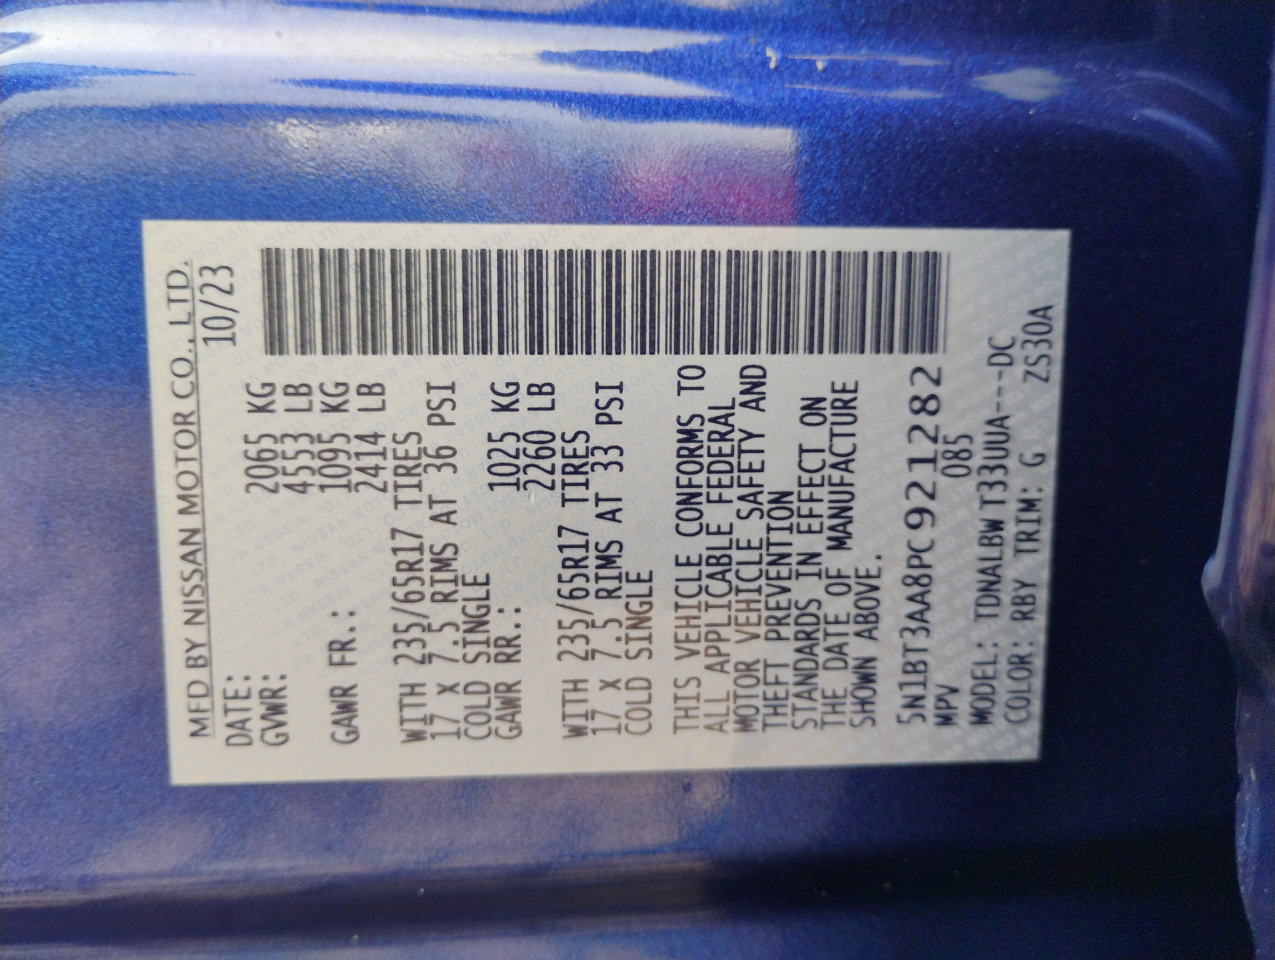 MFD BY NISSAN MOTOR CO., LTD.
DATE: 10/23
GVWR: 2065 KG
4553 LB
GAWR FR.: 1095 KG
2414 LB
WITH 235/65R17 TIRES
17 X 7.5 RIMS AT 36 PSI
COLD SINGLE
GAWR RR.: 1025 KG
2260 LB
WITH 235/65R17 TIRES
17 X 7.5 RIMS AT 33 PSI
COLD SINGLE
THIS VEHICLE CONFORMS TO
ALL APPLICABLE FEDERAL
MOTOR VEHICLE SAFETY AND
THEFT PREVENTION
STANDARDS IN EFFECT ON
THE DATE OF MANUFACTURE
SHOWN ABOVE.
5N1BT3AA8PC921282
MPV 085
MODEL: TDNALBW T33UUA---DC
COLOR: RBY TRIM: G ZS30A